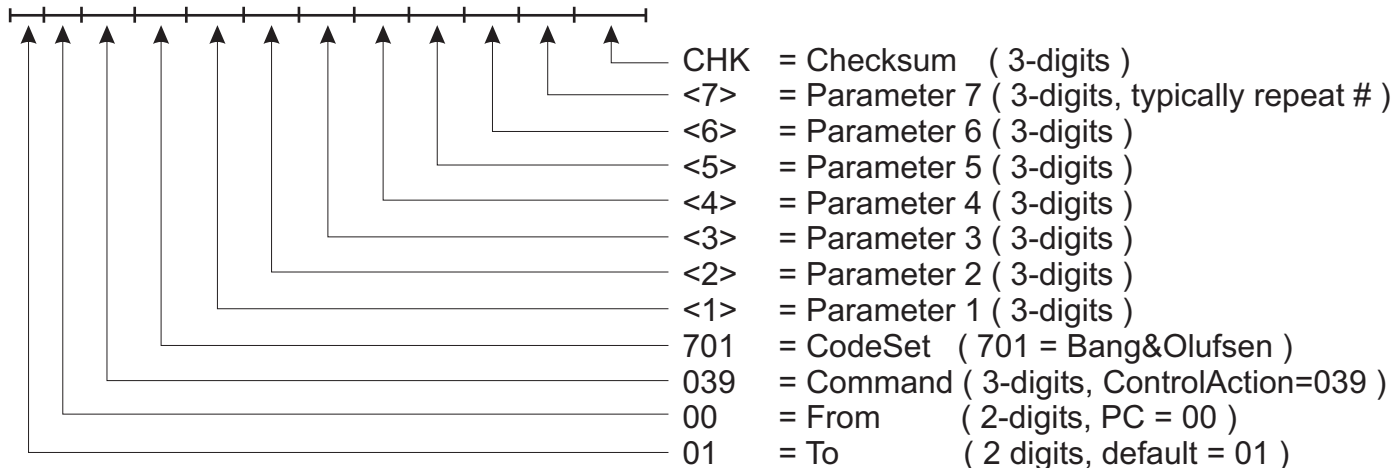 CHK = Checksum ( 3-digits )
<7> = Parameter 7 ( 3-digits, typically repeat # )
<6> = Parameter 6 ( 3-digits )
<5> = Parameter 5 ( 3-digits )
<4> = Parameter 4 ( 3-digits )
<3> = Parameter 3 ( 3-digits )
<2> = Parameter 2 ( 3-digits )
<1> = Parameter 1 ( 3-digits )
701 = CodeSet ( 701 = Bang&Olufsen )
039 = Command ( 3-digits, ControlAction=039 )
00 = From ( 2-digits, PC = 00 )
01 = To ( 2 digits, default = 01 )